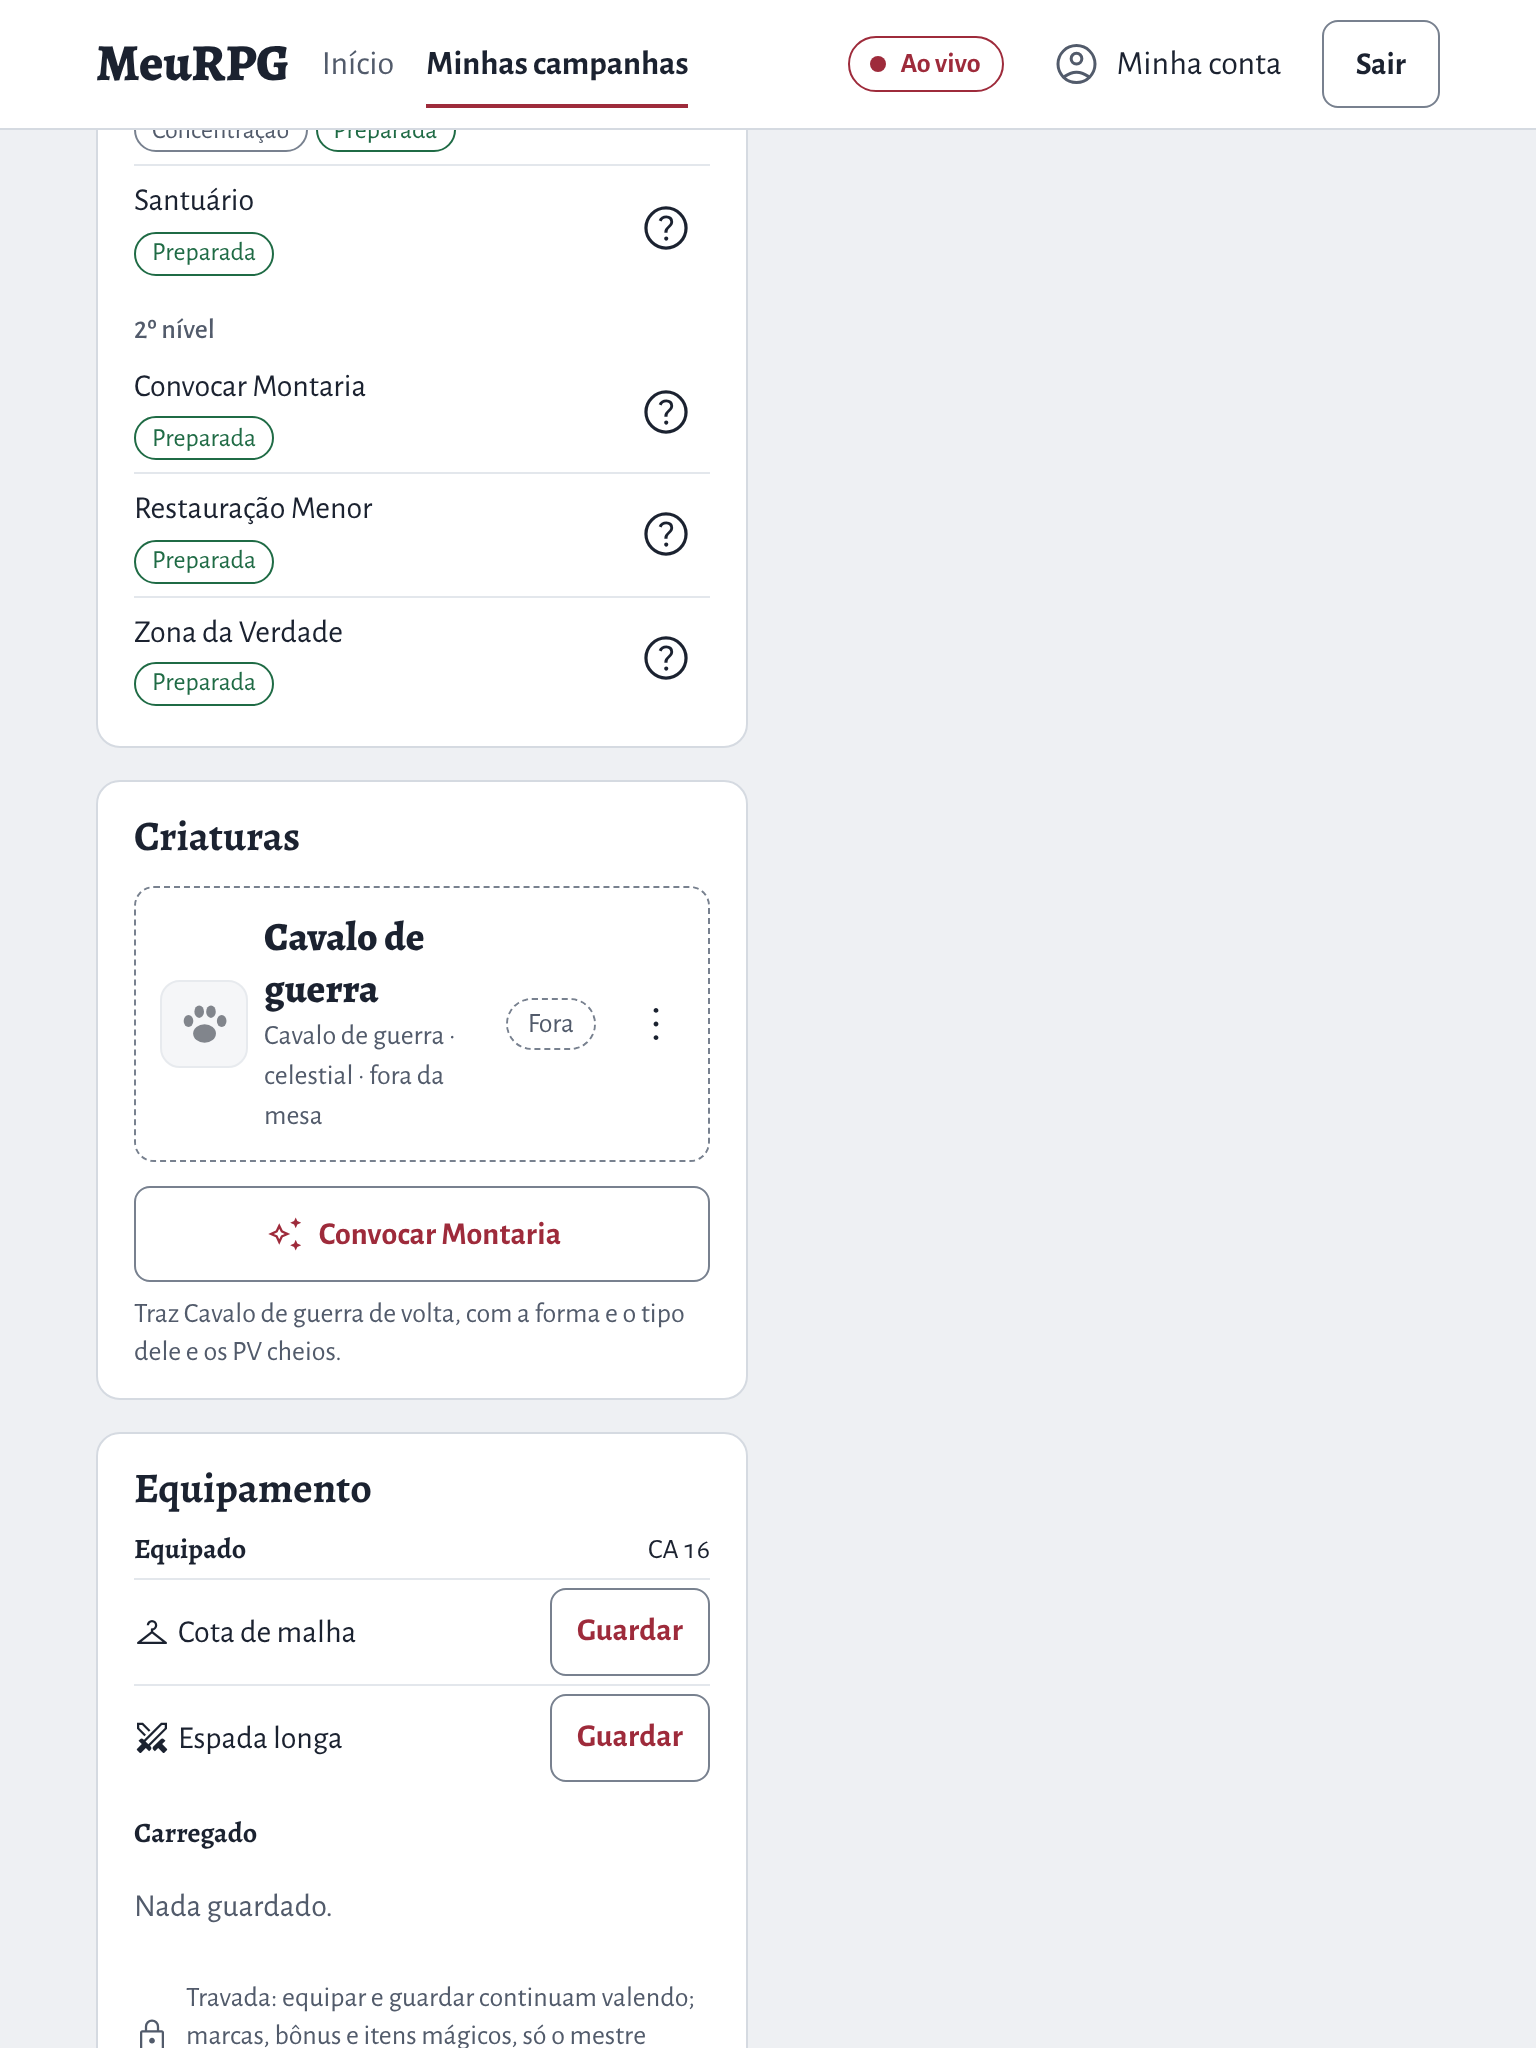 MeuRPG Início Minhas campanhas Ao vivo Minha conta Sair
Concentração Preparada
Santuário
Preparada
2º nível
Convocar Montaria
Preparada
Restauração Menor
Preparada
Zona da Verdade
Preparada
Criaturas
Cavalo de
guerra
Cavalo de guerra ·
celestial · fora da
mesa
Fora
Convocar Montaria
Traz Cavalo de guerra de volta, com a forma e o tipo
dele e os PV cheios.
Equipamento
Equipado CA 16
Cota de malha Guardar
Espada longa Guardar
Carregado
Nada guardado.
Travada: equipar e guardar continuam valendo;
marcas, bônus e itens mágicos, só o mestre